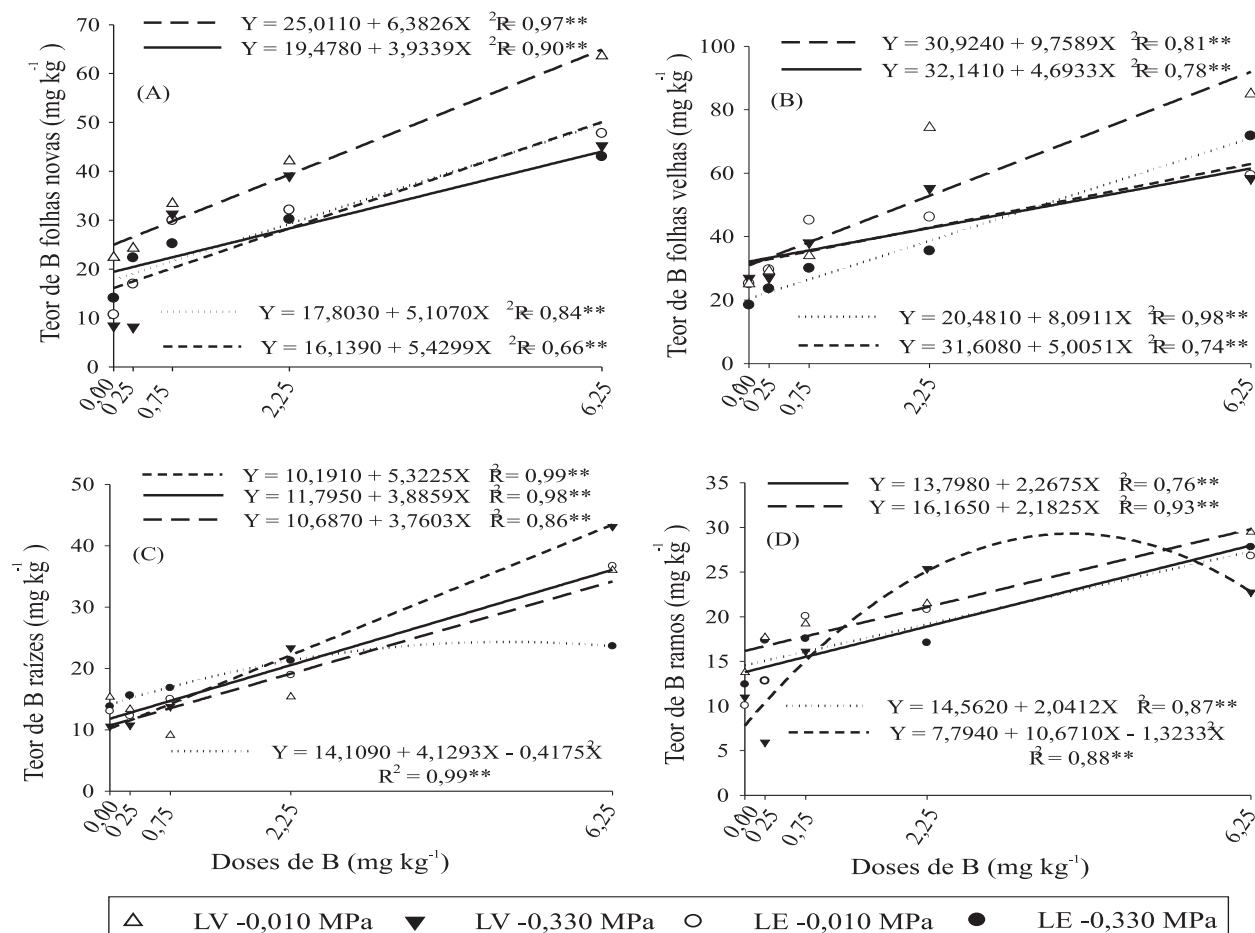 Y = 25,0110 + 6,3826X ²R= 0,97**
Y = 19,4780 + 3,9339X ²R= 0,90**
(A)
Teor de B folhas novas (mg kg⁻¹)
70
60
50
40
30
20
10
0
Y = 17,8030 + 5,1070X ²R= 0,84**
Y = 16,1390 + 5,4299X ²R= 0,66**
0,00
0,25
0,75
2,25
6,25
Y = 30,9240 + 9,7589X ²R= 0,81**
Y = 32,1410 + 4,6933X ²R= 0,78**
(B)
Teor de B folhas velhas (mg kg⁻¹)
100
80
60
40
20
0
Y = 20,4810 + 8,0911X ²R= 0,98**
Y = 31,6080 + 5,0051X ²R= 0,74**
0,00
0,25
0,75
2,25
6,25
Y = 10,1910 + 5,3225X R²= 0,99**
Y = 11,7950 + 3,8859X R²= 0,98**
Y = 10,6870 + 3,7603X R²= 0,86**
(C)
Teor de B raízes (mg kg⁻¹)
50
40
30
20
10
0
Y = 14,1090 + 4,1293X - 0,4175X²
R² = 0,99**
0,00
0,25
0,75
2,25
6,25
Doses de B (mg kg⁻¹)
Y = 13,7980 + 2,2675X R²= 0,76**
Y = 16,1650 + 2,1825X R²= 0,93**
(D)
Teor de B ramos (mg kg⁻¹)
35
30
25
20
15
10
5
0
Y = 14,5620 + 2,0412X R²= 0,87**
Y = 7,7940 + 10,6710X - 1,3233X²
R²= 0,88**
0,00
0,25
0,75
2,25
6,25
Doses de B (mg kg⁻¹)
△ LV -0,010 MPa ▼ LV -0,330 MPa ○ LE -0,010 MPa ● LE -0,330 MPa